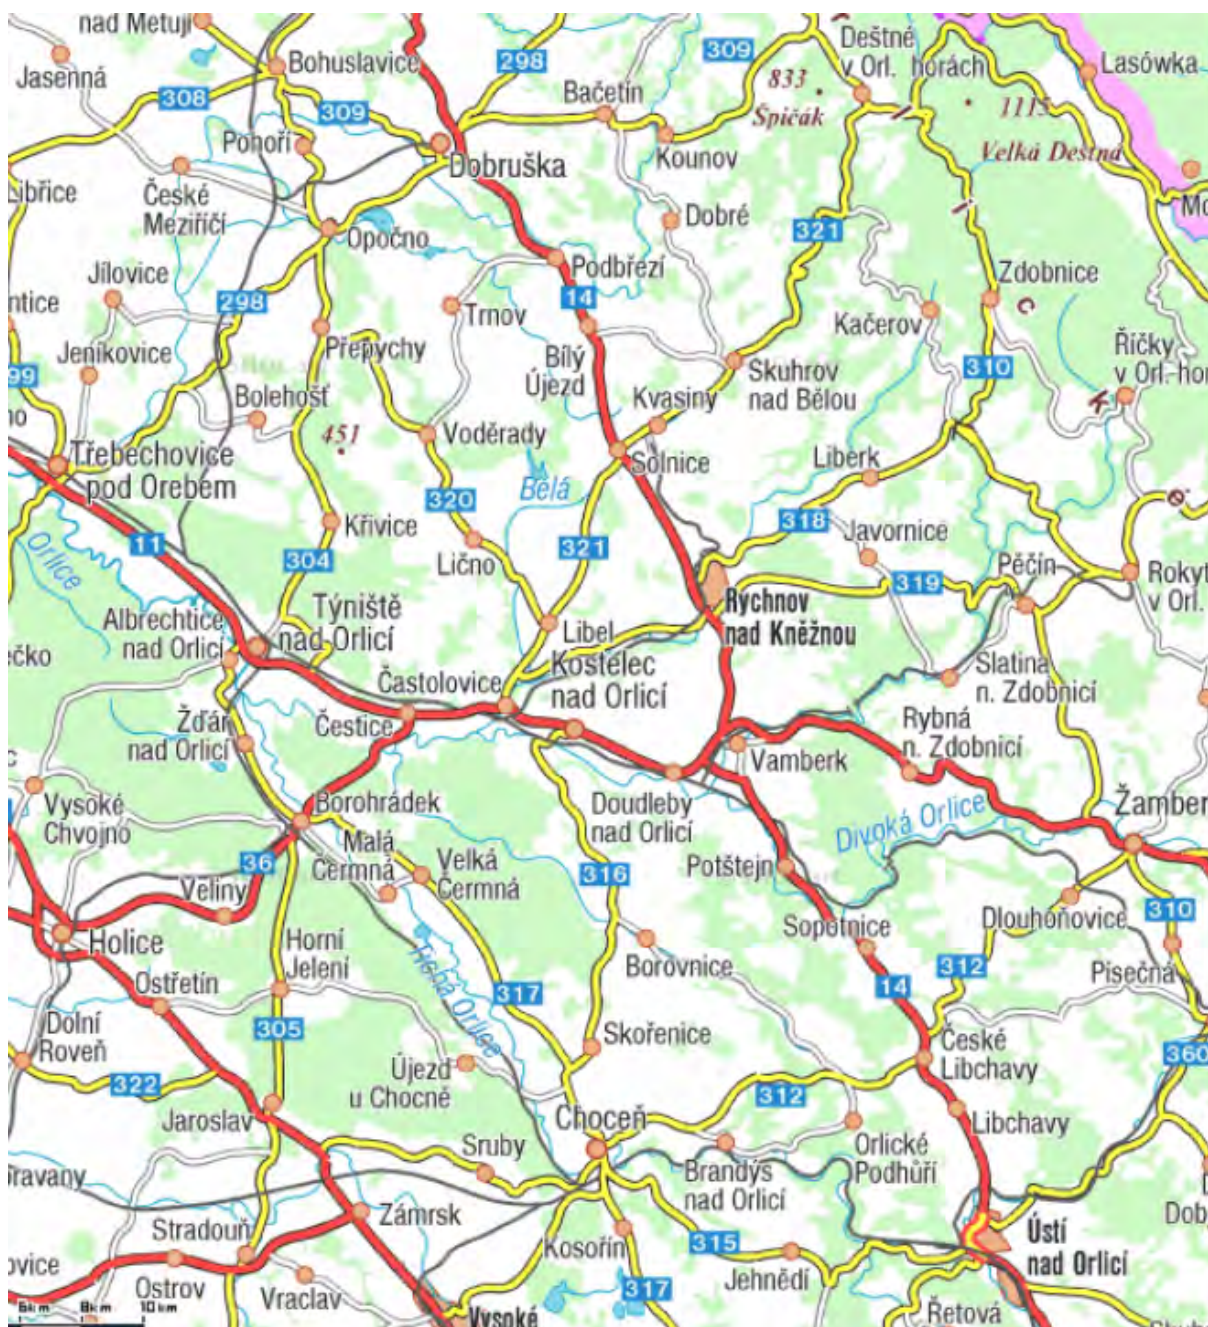 nad Metují
Jasenná
Bohuslavice
298
309
Deštné
v Orl. horách
Lasówka
308
309
Bačetín
833
Špičák
1115
Velká Deštná
Ponoří
Dobruška
Kounov
České
Meziříčí
Opočno
Dobré
321
Jílovice
298
Podbřezí
14
Zdobnice
Trnov
Kačerov
Říčky
v Orl. hor
Jeníkovice
Přepychy
Bílý
Újezd
Skuhrov
nad Bělou
310
Bolehošť
451
Voděrady
Kvasiny
Třebechovice
pod Orebém
Solnice
Liberk
320
Bělá
Orlice
11
Křivice
304
Lično
321
318
Javornice
319
Pěčín
Rokyt
v Orl.
Albrechtice
nad Orlicí
Týniště
nad Orlicí
Libel
Rychnov
nad Kněžnou
Častolovice
Kostelec
nad Orlicí
Slatina
n. Zdobnicí
Žďár
nad Orlicí
Čestice
Vamberk
Rybná
n. Zdobnicí
Vysoké
Chvojno
Borohrádek
Doudleby
nad Orlicí
Divoká Orlice
Žamber
36
Malá
Čermná
Velká
Čermná
316
Potštejn
Veliny
Dlouhoňovice
310
Holice
Horní
Jelení
Tichá Orlice
Borovnice
Sopotnice
312
Písečná
Ostřetín
317
14
Dolní
Roveň
305
Skořenice
České
Libchavy
360
322
Újezd
u Chocně
312
Jaroslav
Choceň
Libchavy
Sruby
Brandýs
nad Orlicí
Orlické
Podhůří
Stradouň
Zámrsk
Kosořín
315
Jehnědí
Ústí
nad Orlicí
Ostrov
Vraclav
317
Řetová
Vysoké
6km 8km 10km